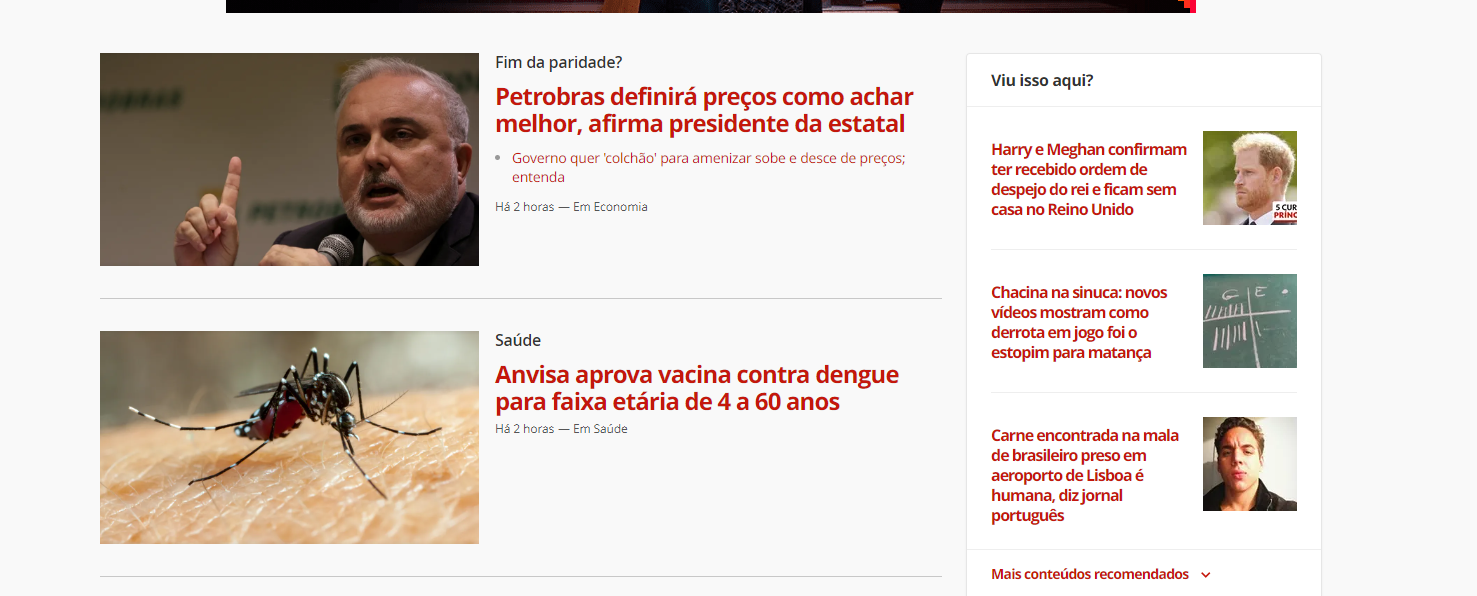 Fim da paridade?
Petrobras definirá preços como achar
melhor, afirma presidente da estatal
Governo quer 'colchão' para amenizar sobe e desce de preços;
entenda
Há 2 horas — Em Economia
Saúde
Anvisa aprova vacina contra dengue
para faixa etária de 4 a 60 anos
Há 2 horas — Em Saúde
Viu isso aqui?
Harry e Meghan confirmam
ter recebido ordem de
despejo do rei e ficam sem
casa no Reino Unido
5 CUR
PRÍNC
Chacina na sinuca: novos
vídeos mostram como
derrota em jogo foi o
estopim para matança
G E
Carne encontrada na mala
de brasileiro preso em
aeroporto de Lisboa é
humana, diz jornal
português
Mais conteúdos recomendados